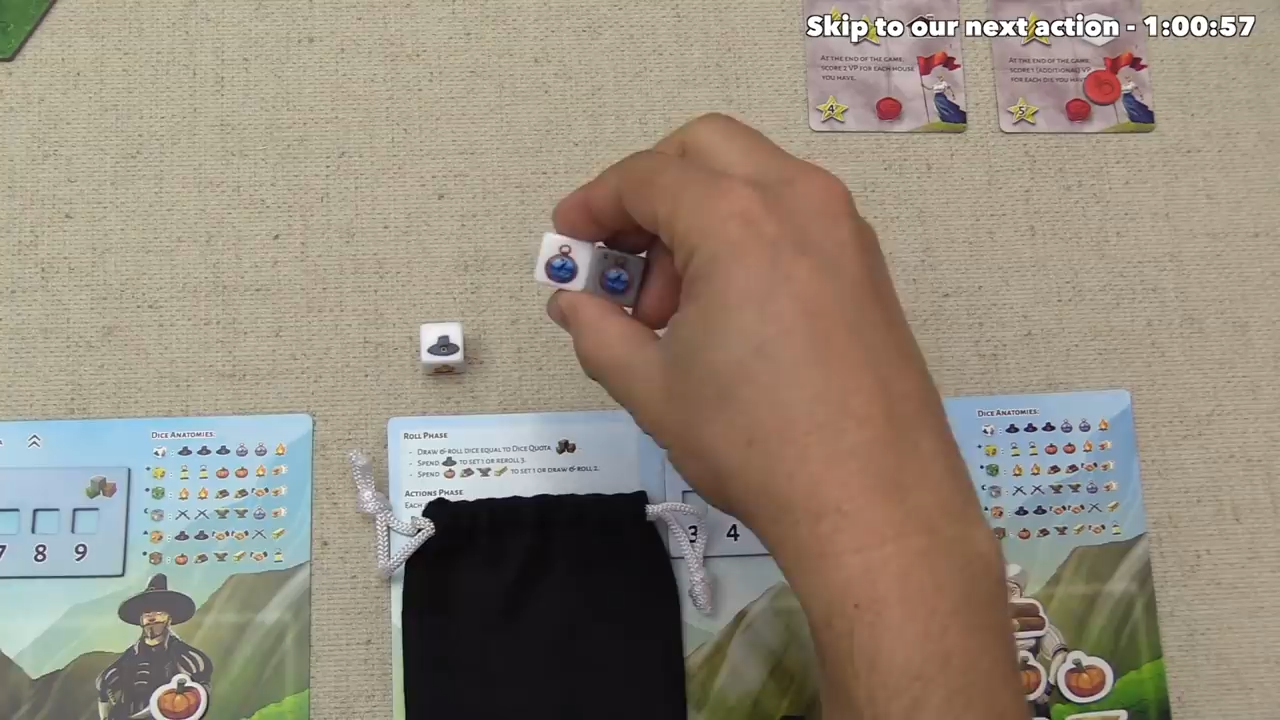 Skip to our next action - 1:00:57
AT THE END OF THE GAME,
SCORE 2 VP FOR EACH HOUSE
YOU HAVE.
4
AT THE END OF THE GAME,
SCORE 1 (ADDITIONAL) VP
FOR EACH DIE YOU HAVE
5
DICE ANATOMIES:
7 8 9
ROLL PHASE
- DRAW & ROLL DICE EQUAL TO DICE QUOTA
- SPEND TO SET 1 OR REROLL 3.
- SPEND TO SET 1 OR DRAW & ROLL 2.
ACTIONS PHASE
EACH
3 4
DICE ANATOMIES: